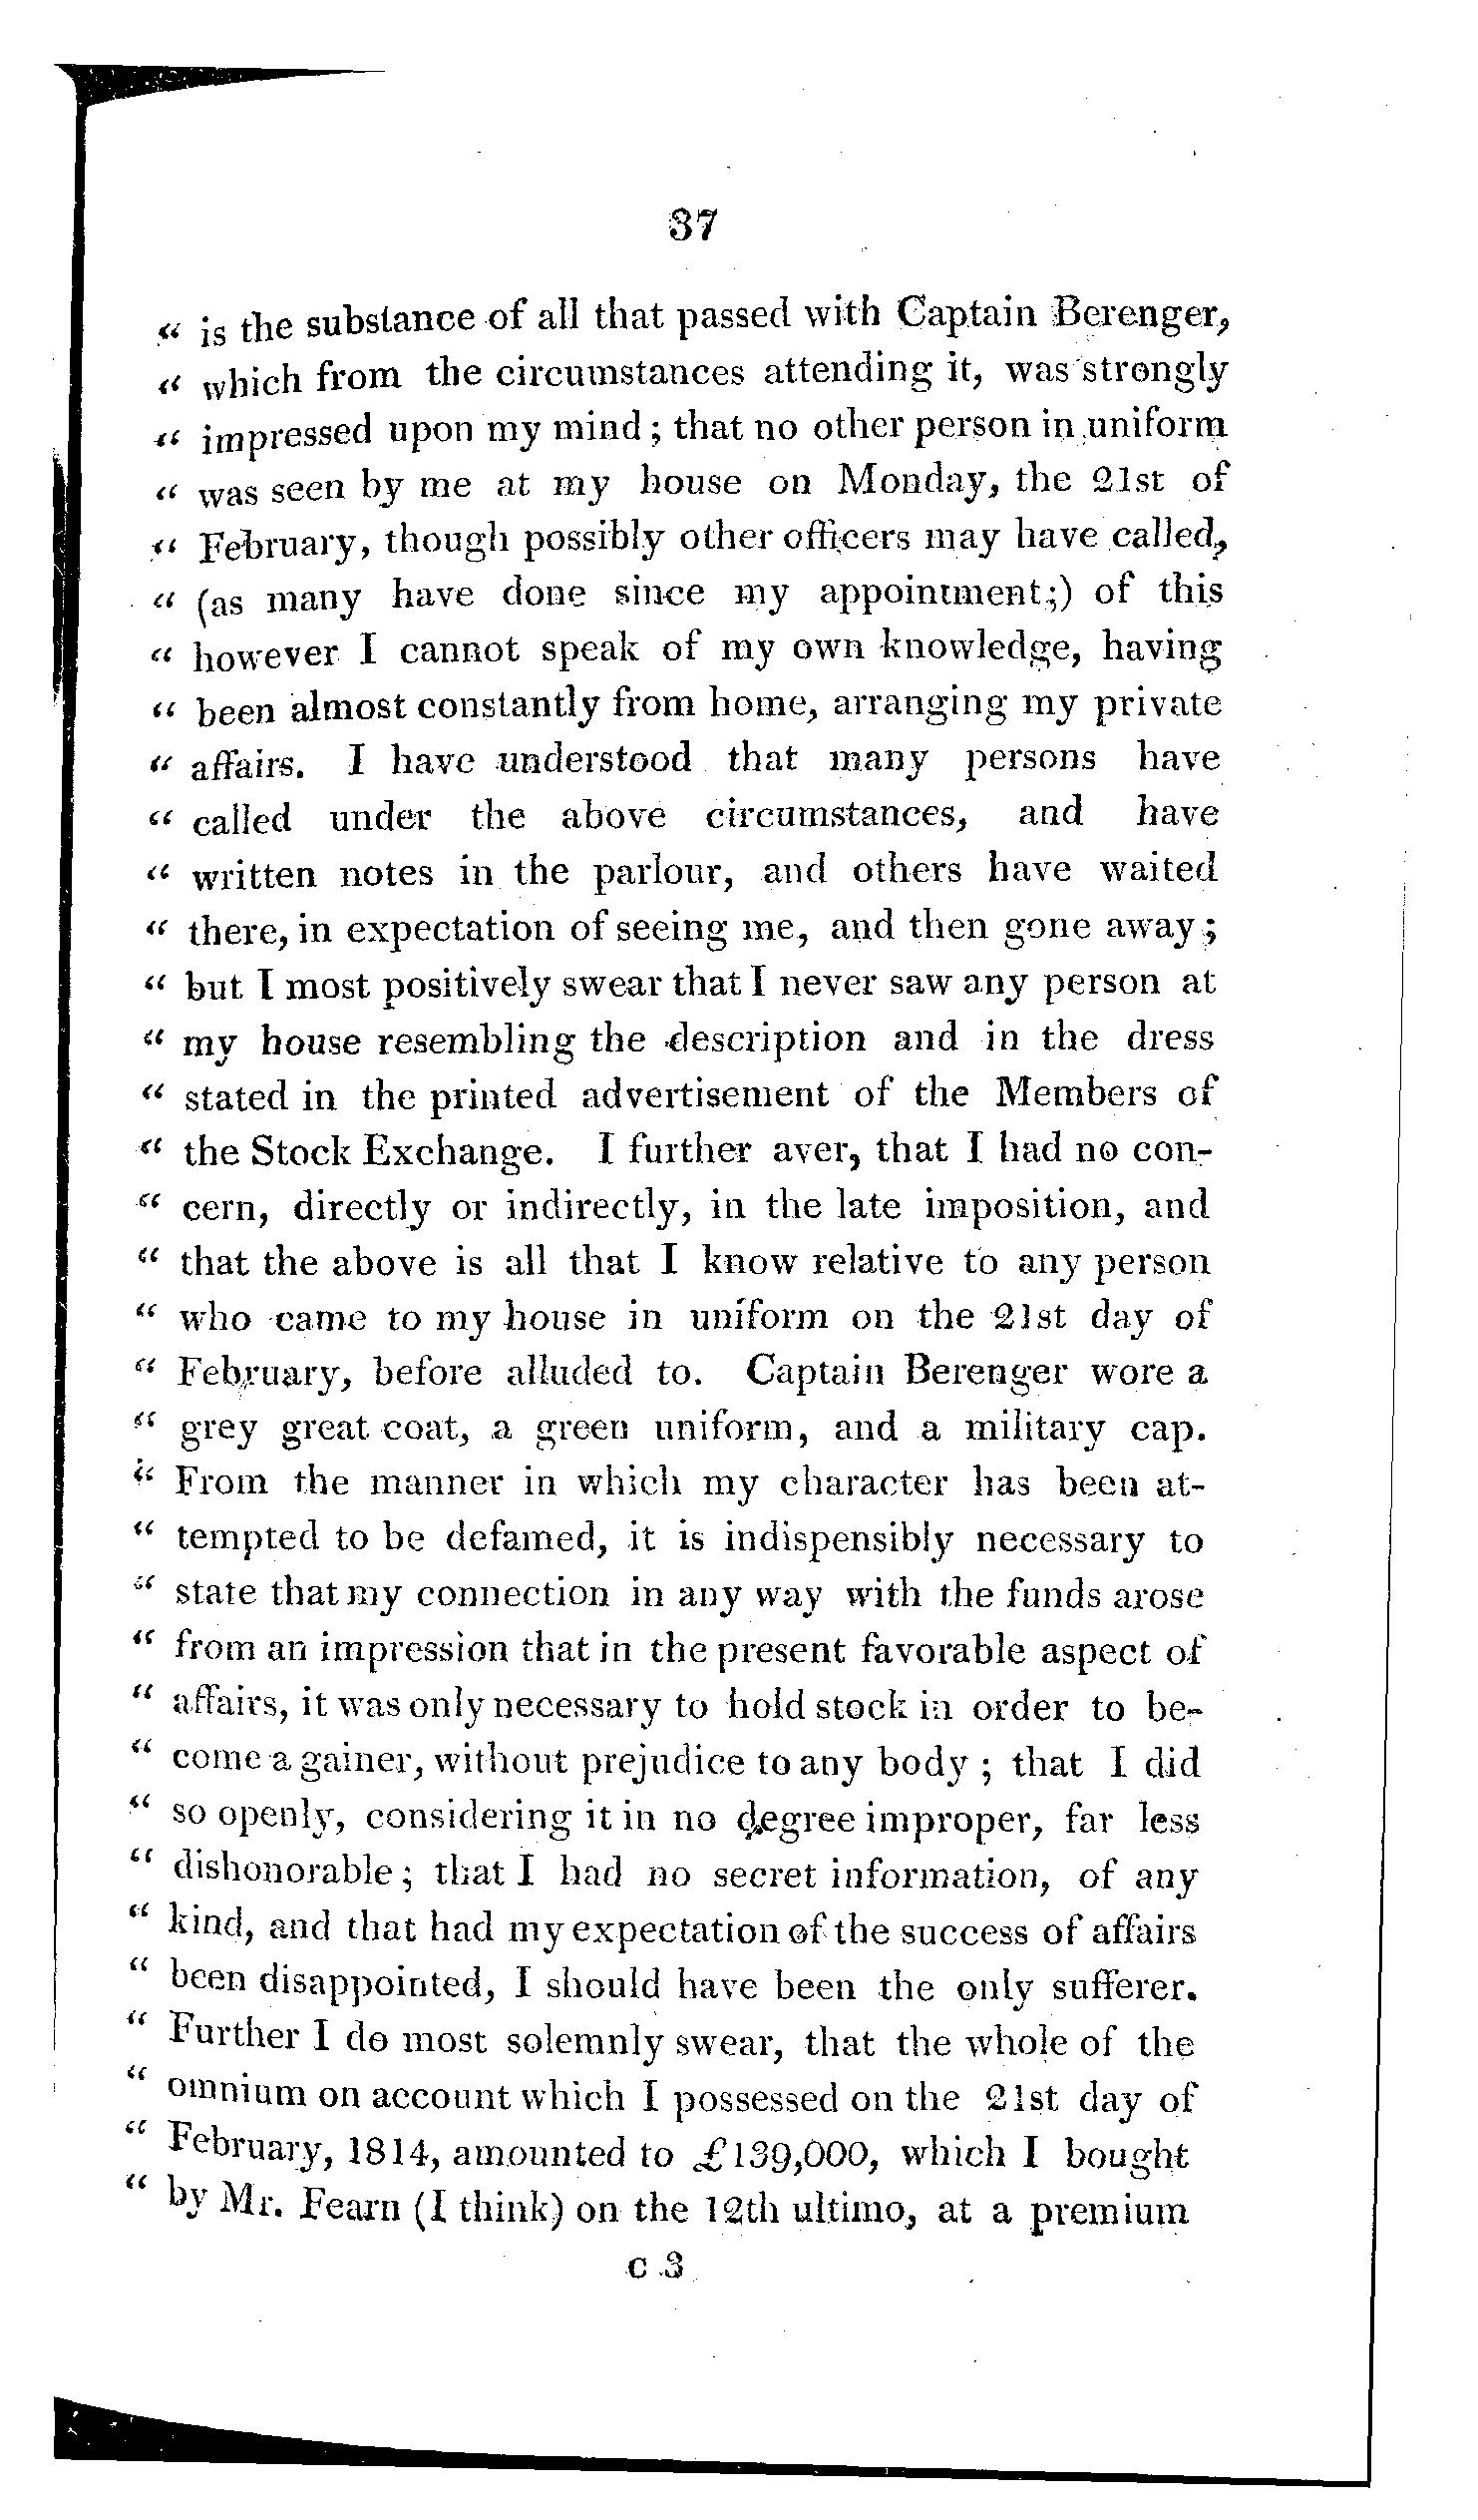 37
“ is the substance of all that passed with Captain Berenger,
“ which from the circumstances attending it, was strongly
“ impressed upon my mind; that no other person in uniform
“ was seen by me at my house on Monday, the 21st of
“ February, though possibly other officers may have called,
“ (as many have done since my appointment;) of this
“ however I cannot speak of my own knowledge, having
“ been almost constantly from home, arranging my private
“ affairs. I have understood that many persons have
“ called under the above circumstances, and have
“ written notes in the parlour, and others have waited
“ there, in expectation of seeing me, and then gone away;
“ but I most positively swear that I never saw any person at
“ my house resembling the description and in the dress
“ stated in the printed advertisement of the Members of
“ the Stock Exchange. I further aver, that I had no con-
“ cern, directly or indirectly, in the late imposition, and
“ that the above is all that I know relative to any person
“ who came to my house in uniform on the 21st day of
“ February, before alluded to. Captain Berenger wore a
“ grey great coat, a green uniform, and a military cap.
“ From the manner in which my character has been at-
“ tempted to be defamed, it is indispensibly necessary to
“ state that my connection in any way with the funds arose
“ from an impression that in the present favorable aspect of
“ affairs, it was only necessary to hold stock in order to be-
“ come a gainer, without prejudice to any body; that I did
“ so openly, considering it in no degree improper, far less
“ dishonorable; that I had no secret information, of any
“ kind, and that had my expectation of the success of affairs
“ been disappointed, I should have been the only sufferer.
“ Further I do most solemnly swear, that the whole of the
“ omnium on account which I possessed on the 21st day of
“ February, 1814, amounted to £139,000, which I bought
“ by Mr. Fearn (I think) on the 12th ultimo, at a premium
C 3